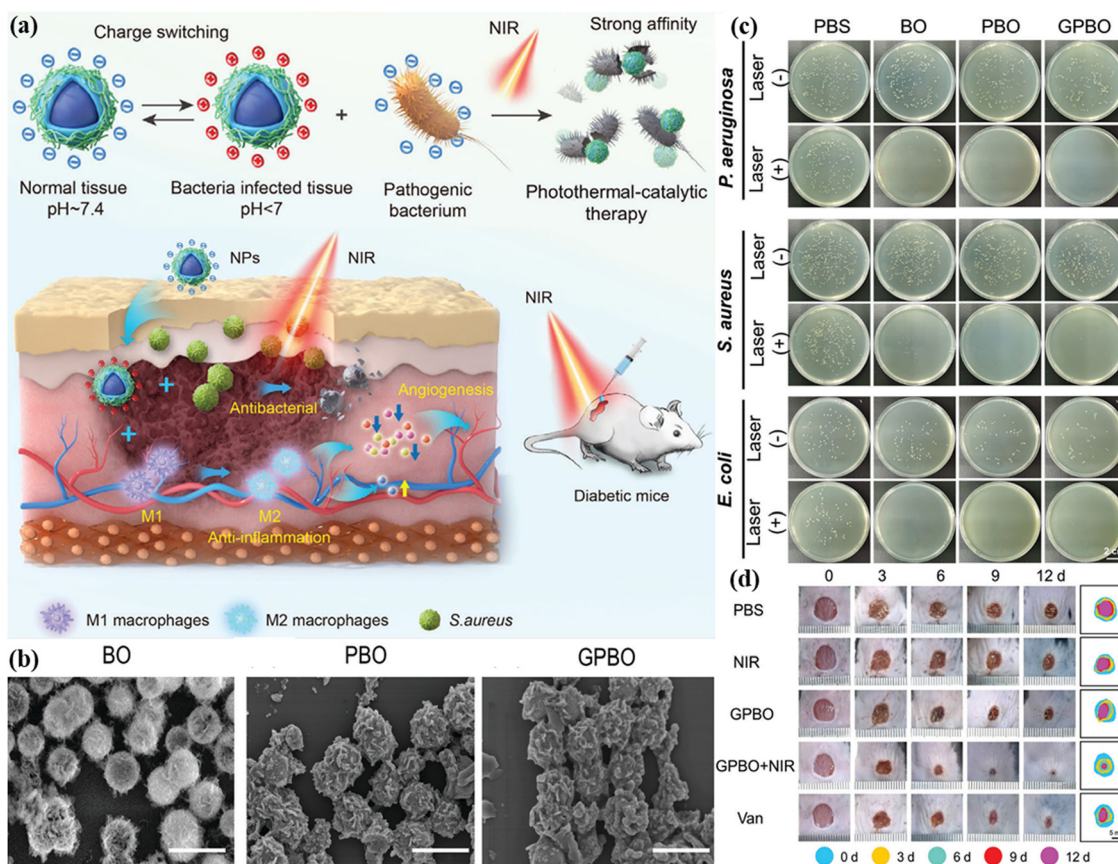 (a)
Charge switching
NIR
Strong affinity
+
Normal tissue
pH~7.4
Bacteria infected tissue
pH<7
Pathogenic
bacterium
Photothermal-catalytic
therapy
NPs
NIR
NIR
Angiogenesis
+
Antibacterial
+
M1
M2
Anti-inflammation
Diabetic mice
M1 macrophages
M2 macrophages
S.aureus
(b)
BO
PBO
GPBO
(c)
PBS
BO
PBO
GPBO
P. aeruginosa
Laser
(-)
Laser
(+)
S. aureus
Laser
(-)
Laser
(+)
E. coli
Laser
(-)
Laser
(+)
(d)
0
3
6
9
12 d
PBS
NIR
GPBO
GPBO+NIR
Van
0 d
3 d
6 d
9 d
12 d